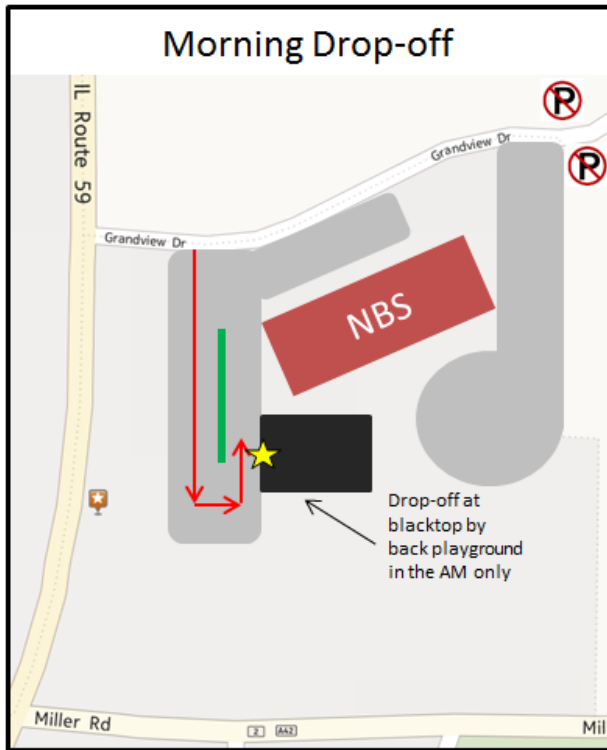 Morning Drop-off
P
IL Route 59
Grandview Dr
P
Grandview Dr
NBS
Drop-off at
blacktop by
back playground
in the AM only
Miller Rd
2
A42
Mil